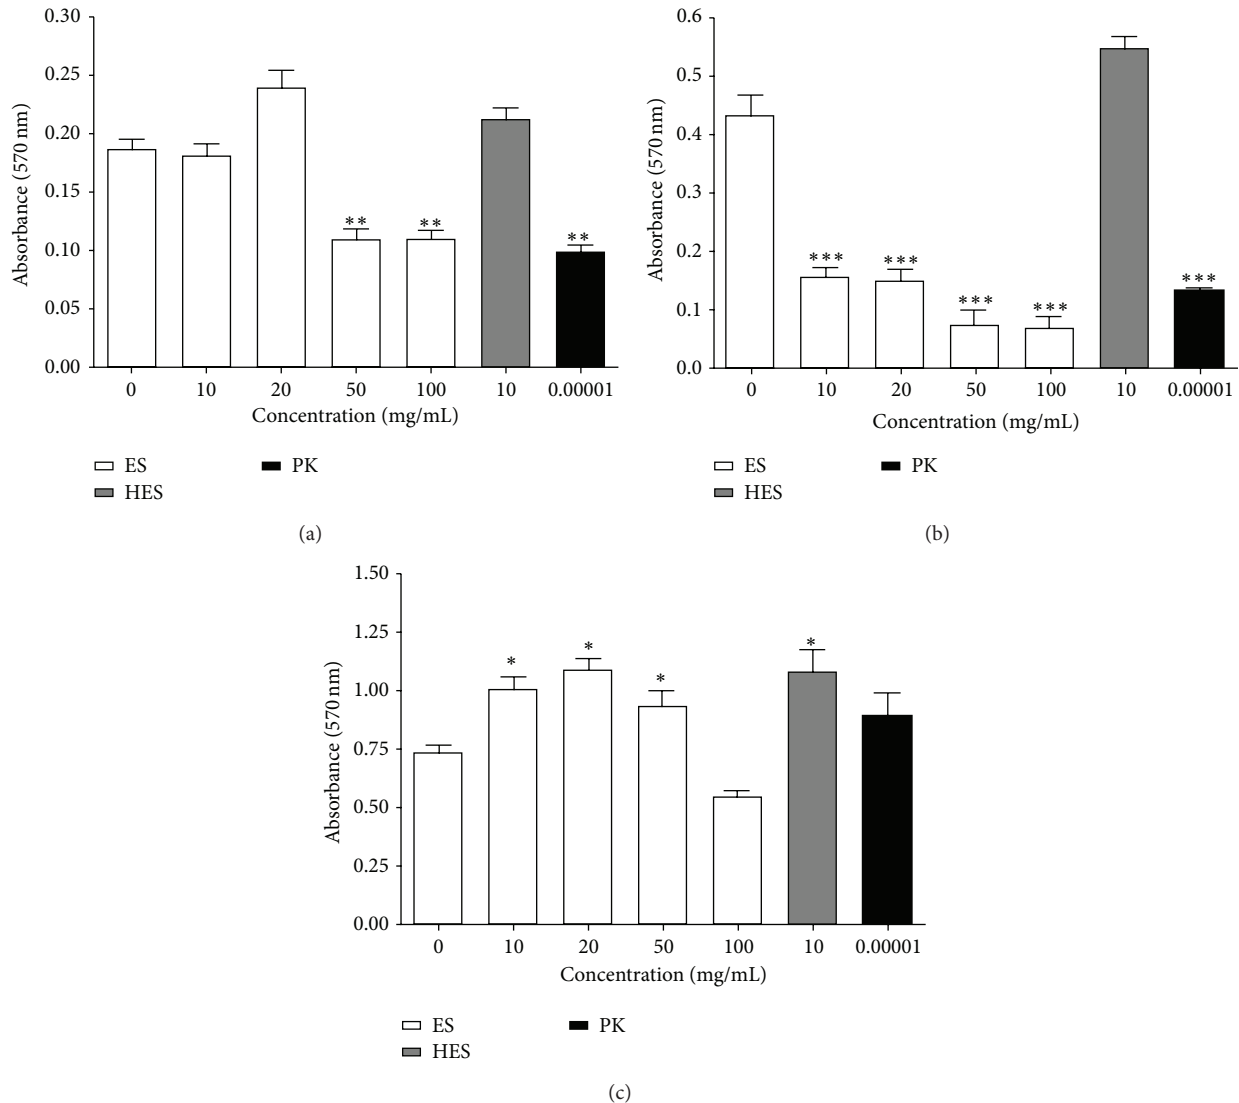 0.30
0.25
0.20
0.15
0.10
0.05
0.00
Absorbance (570 nm)
** ** **
0 10 20 50 100 10 0.00001
Concentration (mg/mL)
ES PK
HES
(a)
0.6
0.5
0.4
0.3
0.2
0.1
0.0
Absorbance (570 nm)
*** *** *** *** ***
0 10 20 50 100 10 0.00001
Concentration (mg/mL)
ES PK
HES
(b)
1.50
1.25
1.00
0.75
0.50
0.25
0.00
Absorbance (570 nm)
* * * *
0 10 20 50 100 10 0.00001
Concentration (mg/mL)
ES PK
HES
(c)